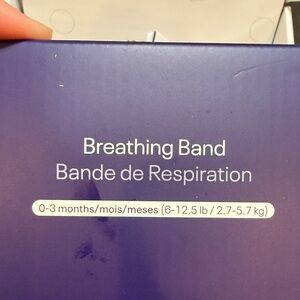 Breathing Band
Bande de Respiration
0-3 months/mois/meses (6-12.5 lb / 2.7-5.7 kg)